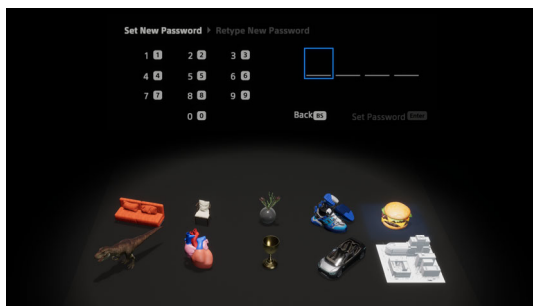 Set New Password ▸ Retype New Password
1 1 2 2 3 3
4 4 5 5 6 6
7 7 8 8 9 9
0 0
Back BS Set Password Enter